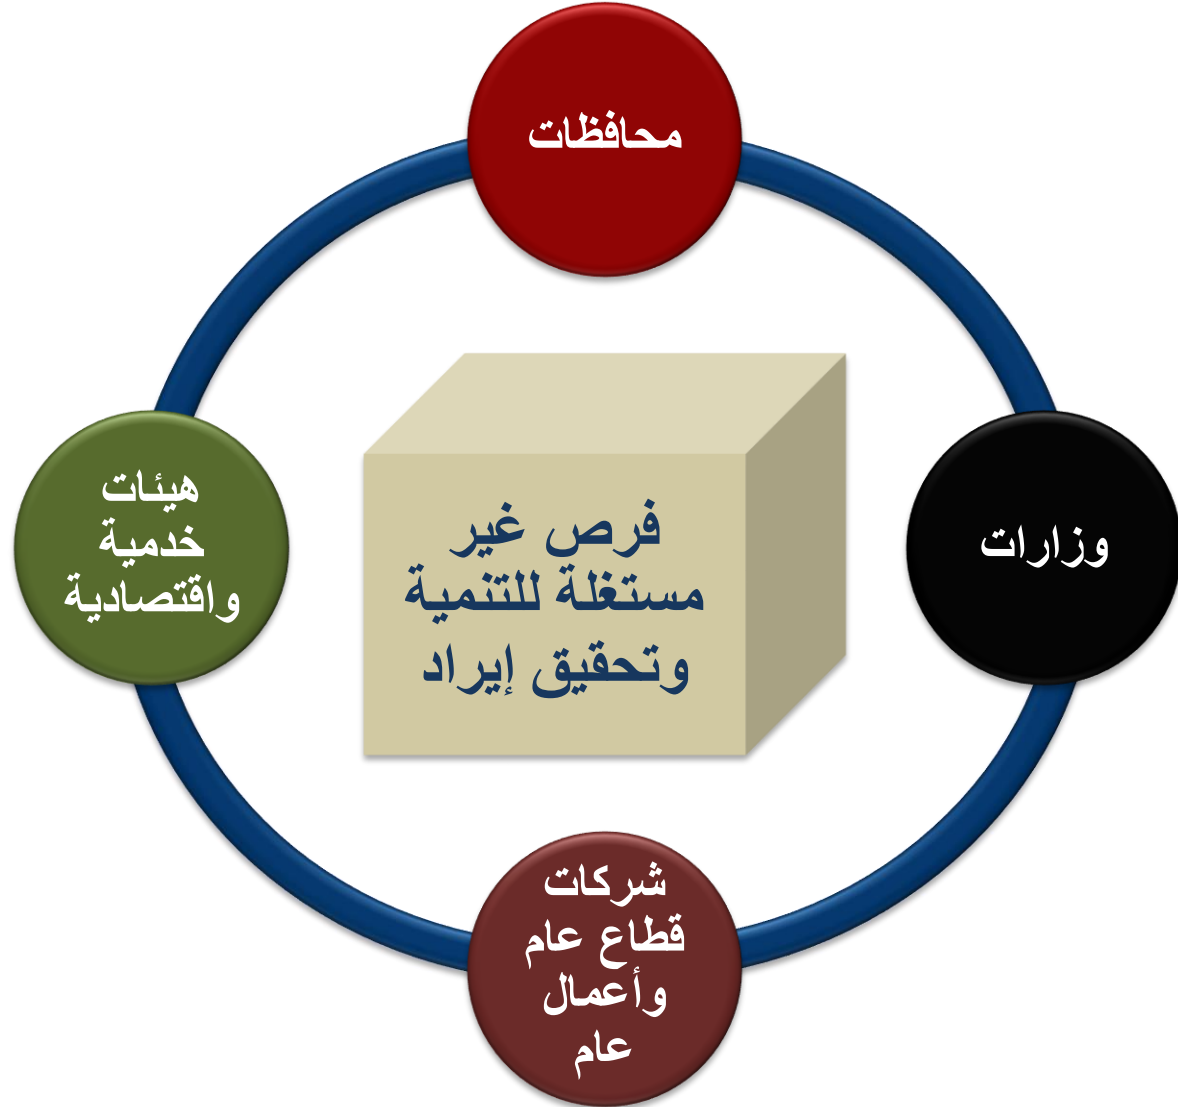 محافظات
وزارات
فرص غير
مستغلة للتنمية
وتحقيق إيراد
هيئات
خدمية
واقتصادية
شركات
قطاع عام
وأعمال
عام